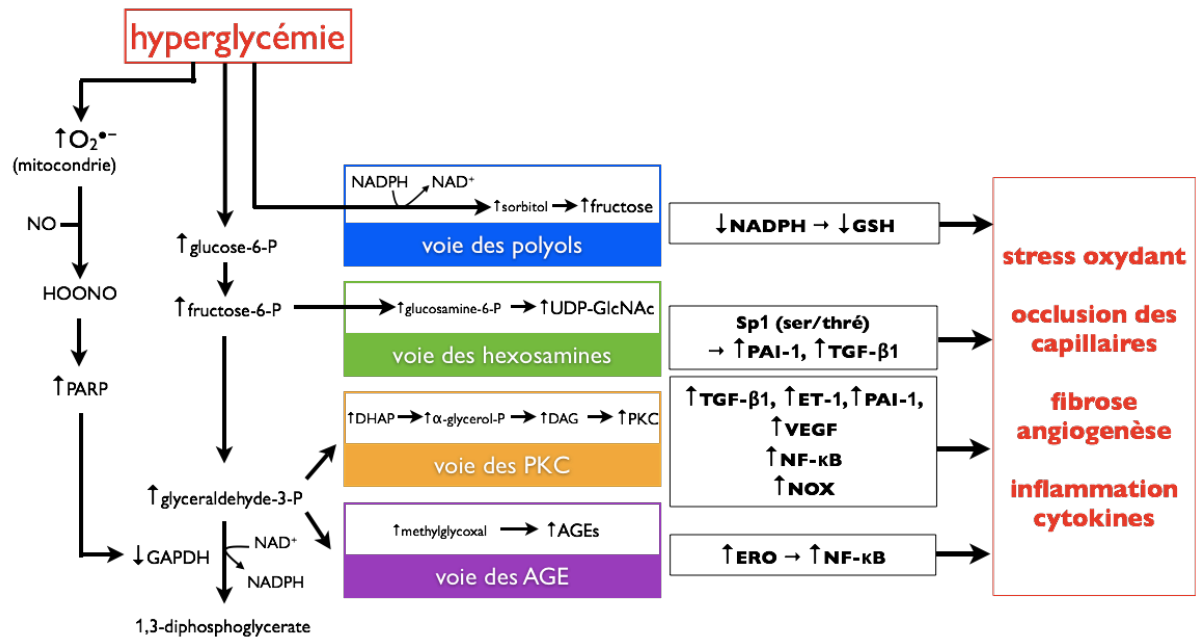 hyperglycémie
↑O₂•−
(mitocondrie)
NO
HOONO
↑PARP
↓GAPDH
↑glucose-6-P
↑fructose-6-P
↑glyceraldehyde-3-P
NAD⁺
NADPH
1,3-diphosphoglycerate
NADPH NAD⁺
↑sorbitol → ↑fructose
voie des polyols
↑glucosamine-6-P → ↑UDP-GlcNAc
voie des hexosamines
↑DHAP → ↑α-glycerol-P → ↑DAG → ↑PKC
voie des PKC
↑methylglycoxal → ↑AGEs
voie des AGE
↓NADPH → ↓GSH
Sp1 (ser/thré)
→ ↑PAI-1, ↑TGF-β1
↑TGF-β1, ↑ET-1,↑PAI-1,
↑VEGF
↑NF-κB
↑NOX
↑ERO → ↑NF-κB
stress oxydant
occlusion des
capillaires
fibrose
angiogenèse
inflammation
cytokines